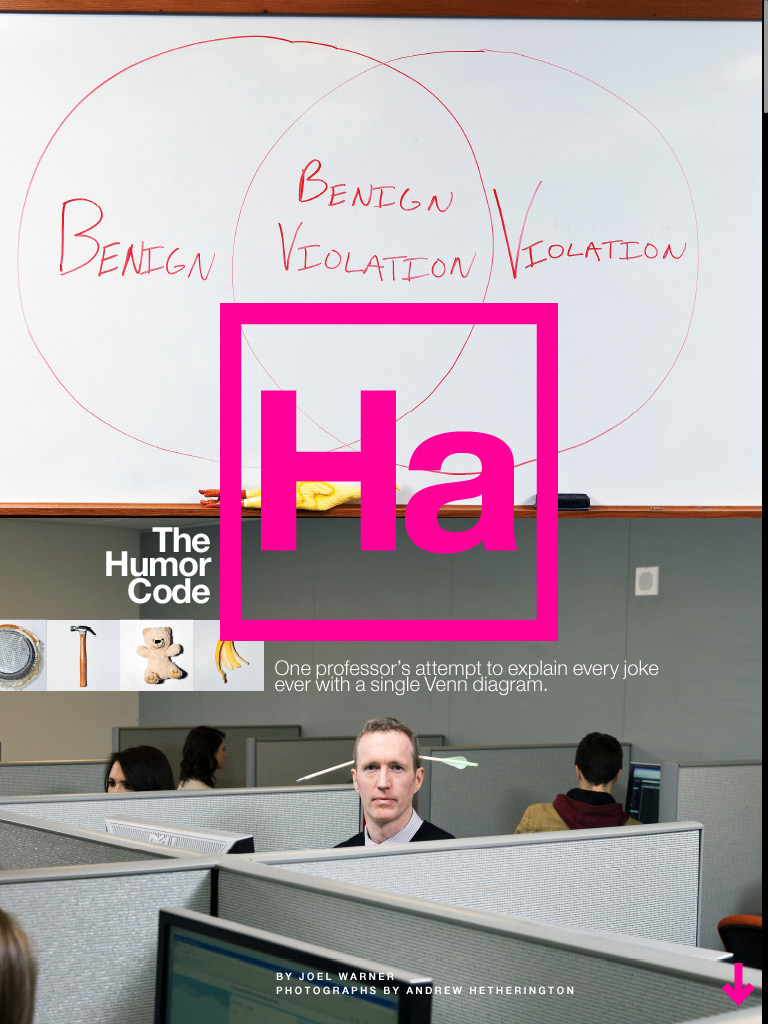 BENIGN
BENIGN
VIOLATION
VIOLATION
Ha
The
Humor
Code
One professor's attempt to explain every joke
ever with a single Venn diagram.
BY JOEL WARNER
PHOTOGRAPHS BY ANDREW HETHERINGTON